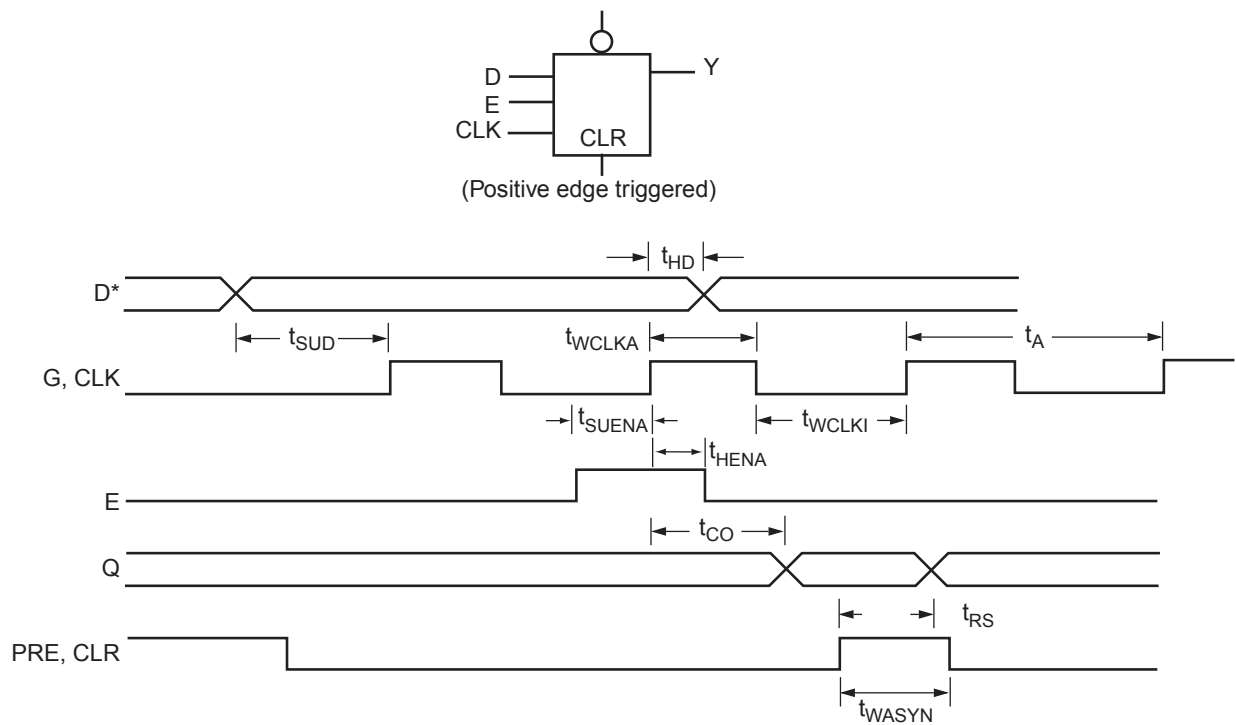 D
Y
E
CLK
CLR
(Positive edge triggered)
tHD
D*
tSUD
tWCLKA
tA
G, CLK
tSUENA
tWCLKI
tHENA
E
tCO
Q
tRS
PRE, CLR
tWASYN